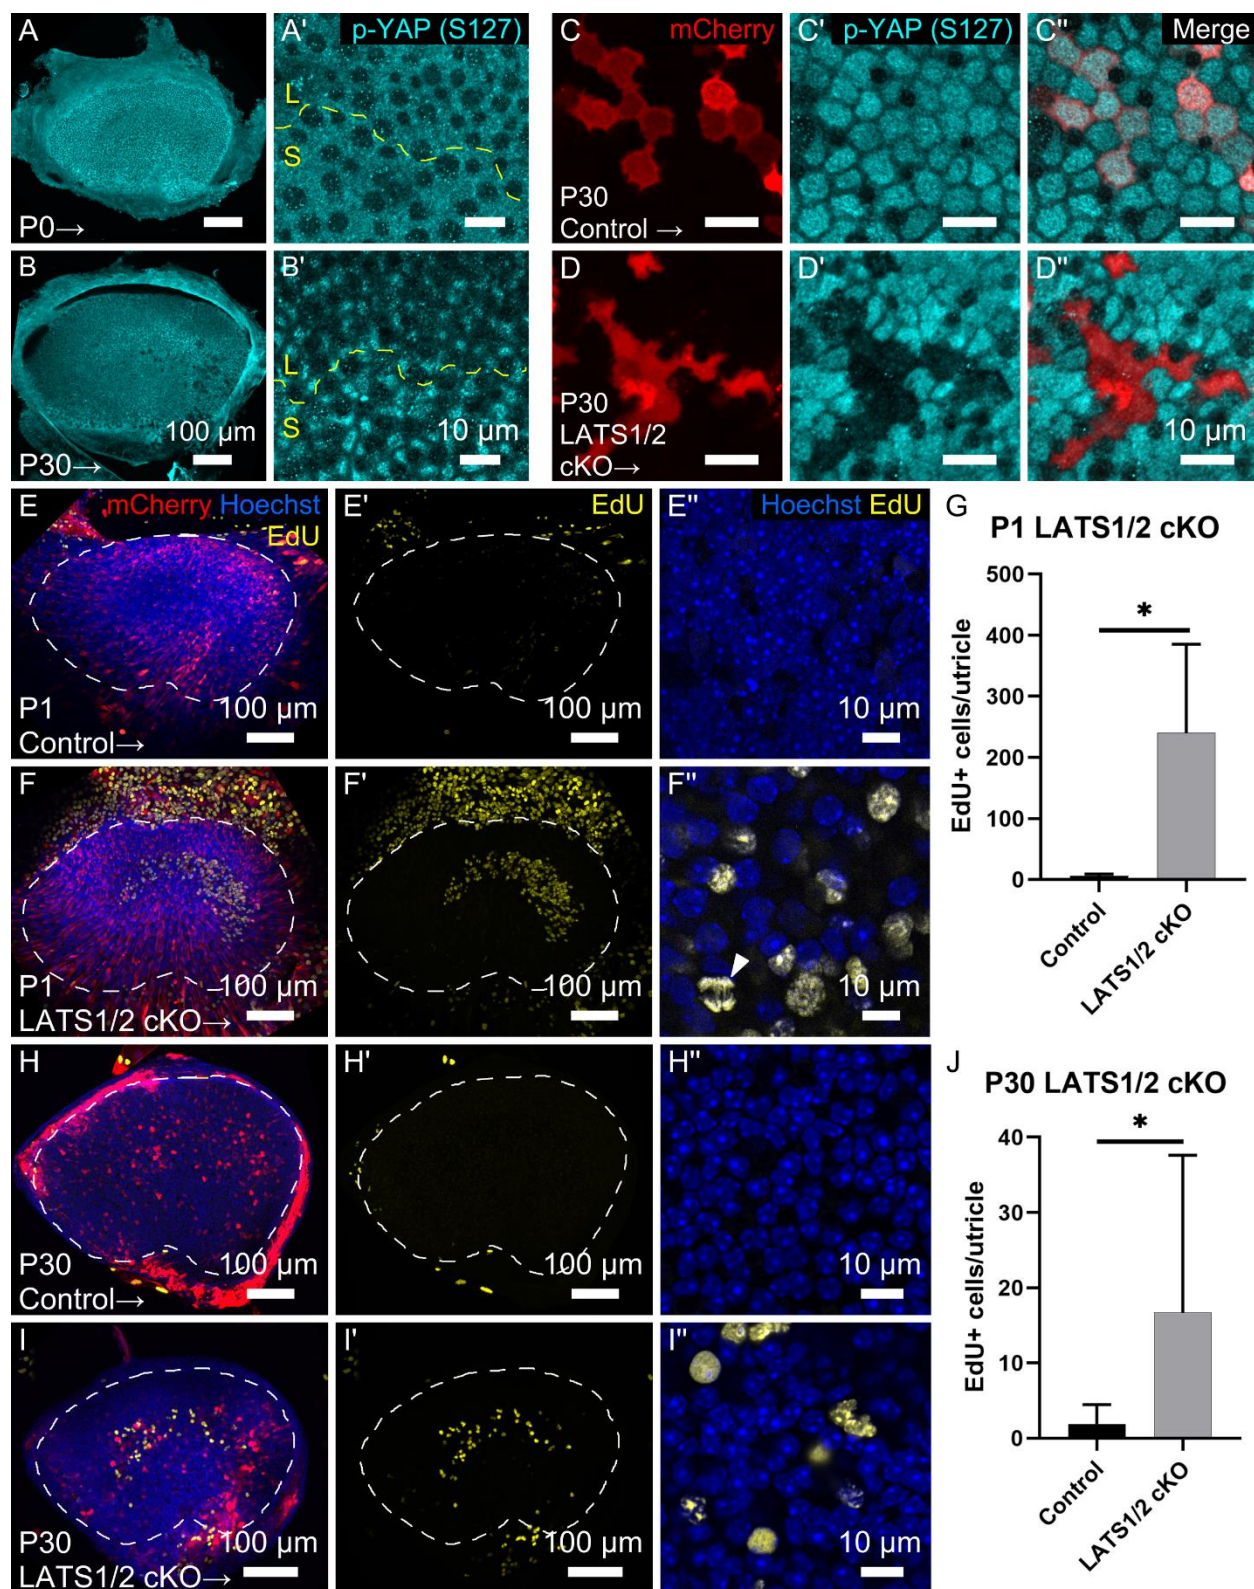 A
P0→
A'
p-YAP (S127)
L
S
C
mCherry
P30
Control →
C'
p-YAP (S127)
C"
Merge
B
100 µm
P30→
B'
L
S
10 µm
D
P30
LATS1/2
cKO→
D'
D"
10 µm
E
mCherry Hoechst
EdU
P1
Control→
100 µm
E'
EdU
100 µm
E"
Hoechst EdU
10 µm
G
P1 LATS1/2 cKO
EdU+ cells/utricle
500
400
300
200
100
0
*
Control
LATS1/2 cKO
F
P1
LATS1/2 cKO→
100 µm
F'
100 µm
F"
10 µm
H
P30
Control→
100 µm
H'
100 µm
H"
10 µm
J
P30 LATS1/2 cKO
EdU+ cells/utricle
40
30
20
10
0
*
Control
LATS1/2 cKO
I
P30
LATS1/2 cKO→
100 µm
I'
100 µm
I"
10 µm